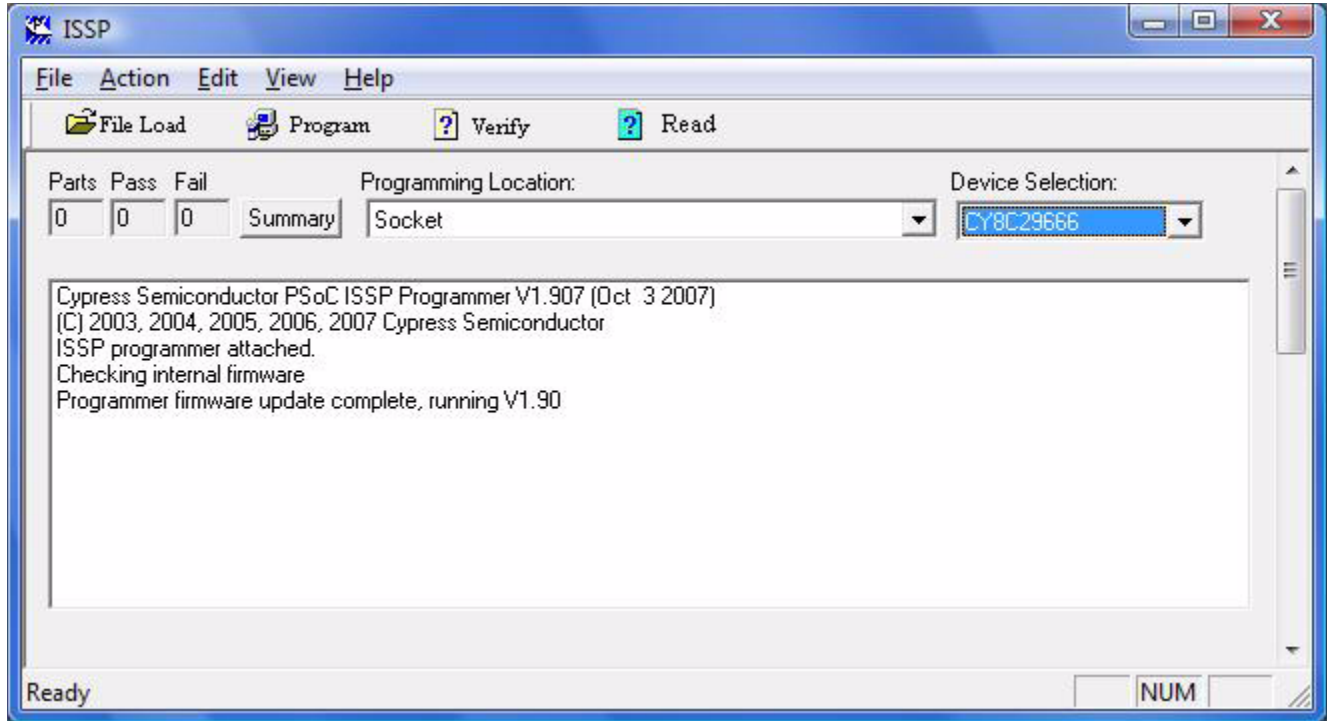 ISSP
File Action Edit View Help
File Load Program Verify Read
Parts Pass Fail Programming Location: Device Selection:
0 0 0 Summary Socket CY8C29666
Cypress Semiconductor PSoC ISSP Programmer V1.907 (Oct  3 2007)
(C) 2003, 2004, 2005, 2006, 2007 Cypress Semiconductor
ISSP programmer attached.
Checking internal firmware
Programmer firmware update complete, running V1.90
Ready NUM